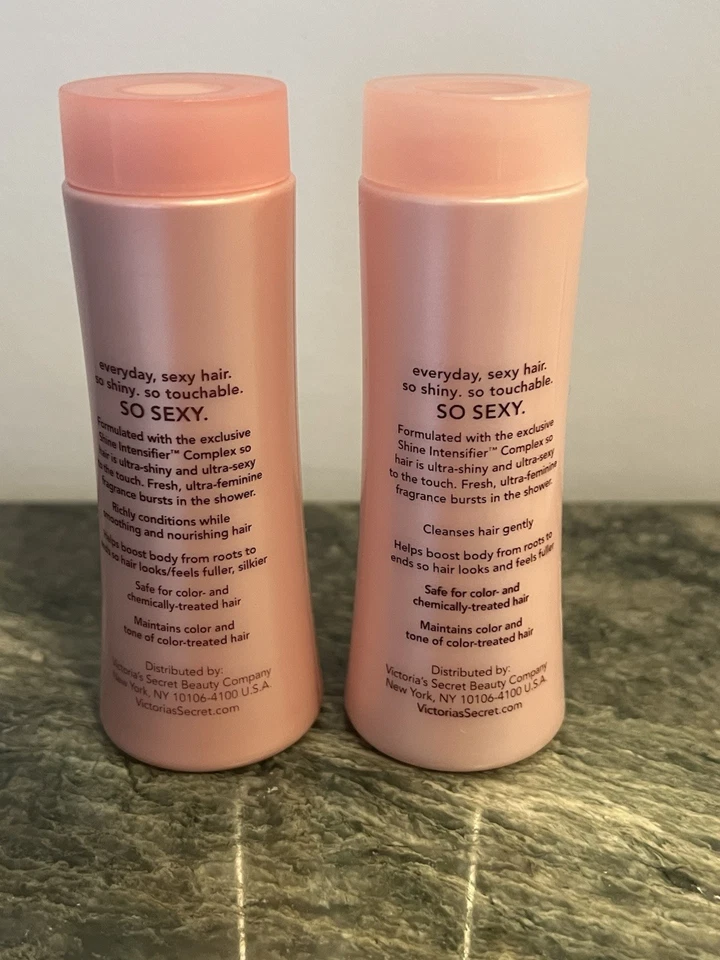 everyday, sexy hair.
so shiny. so touchable.
SO SEXY.
Formulated with the exclusive
Shine Intensifier™ Complex so
hair is ultra-shiny and ultra-sexy
to the touch. Fresh, ultra-feminine
fragrance bursts in the shower.
Richly conditions while
smoothing and nourishing hair
Helps boost body from roots to
ends so hair looks/feels fuller, silkier
Safe for color- and
chemically-treated hair
Maintains color and
tone of color-treated hair
Distributed by:
Victoria's Secret Beauty Company
New York, NY 10106-4100 U.S.A.
VictoriasSecret.com
everyday, sexy hair.
so shiny. so touchable.
SO SEXY.
Formulated with the exclusive
Shine Intensifier™ Complex so
hair is ultra-shiny and ultra-sexy
to the touch. Fresh, ultra-feminine
fragrance bursts in the shower.
Cleanses hair gently
Helps boost body from roots to
ends so hair looks and feels fuller
Safe for color- and
chemically-treated hair
Maintains color and
tone of color-treated hair
Distributed by:
Victoria's Secret Beauty Company
New York, NY 10106-4100 U.S.A.
VictoriasSecret.com